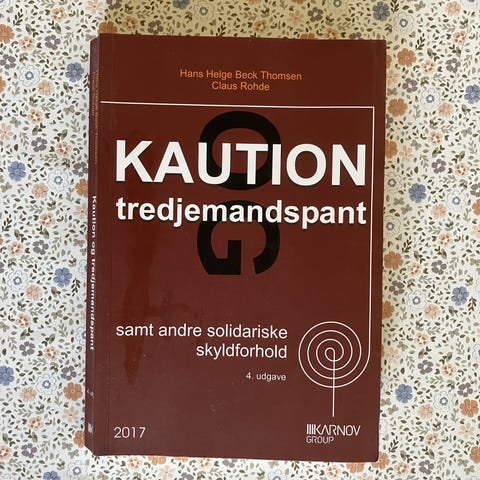 Hans Helge Beck Thomsen
Claus Rohde
OG
KAUTION
tredjemandspant
samt andre solidariske
skyldforhold
4. udgave
2017
KARNOV
GROUP
Kaution og tredjemandspant